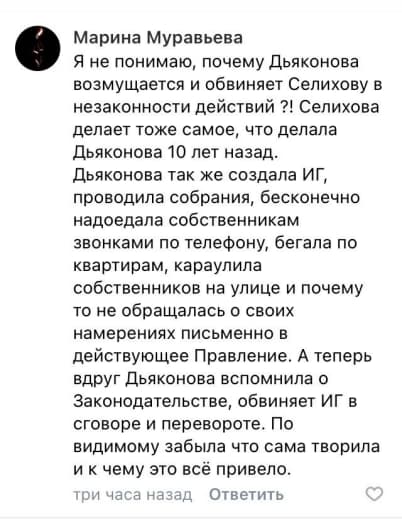 Марина Муравьева
Я не понимаю, почему Дьяконова
возмущается и обвиняет Селихову в
незаконности действий ?! Селихова
делает тоже самое, что делала
Дьяконова 10 лет назад.
Дьяконова так же создала ИГ,
проводила собрания, бесконечно
надоедала собственникам
звонками по телефону, бегала по
квартирам, караулила
собственников на улице и почему
то не обращалась о своих
намерениях письменно в
действующее Правление. А теперь
вдруг Дьяконова вспомнила о
Законодательстве, обвиняет ИГ в
сговоре и перевороте. По
видимому забыла что сама творила
и к чему это всё привело.
три часа назад Ответить